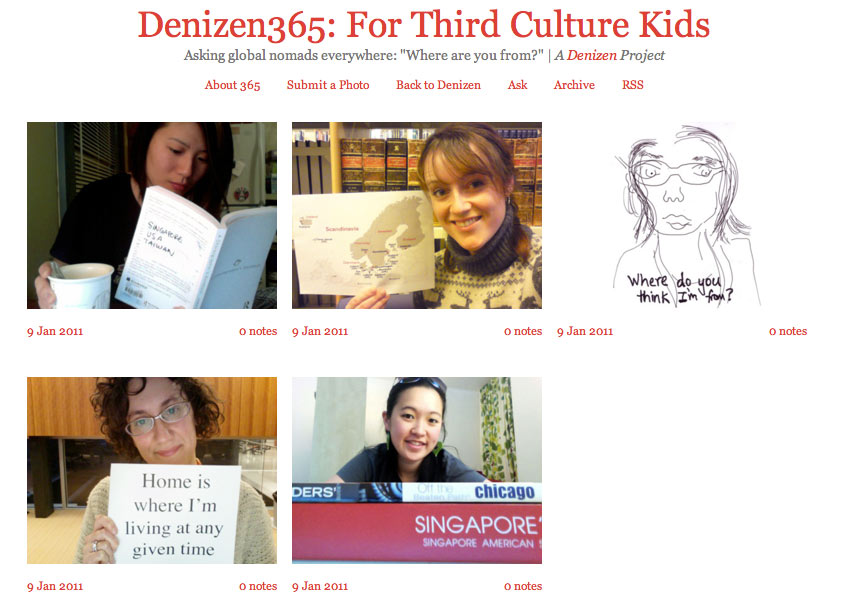 Denizen365: For Third Culture Kids
Asking global nomads everywhere: "Where are you from?" | A Denizen Project
About 365 Submit a Photo Back to Denizen Ask Archive RSS
SINGAPORE
USA
TAIWAN
Scandinavia
Where do you
think I'm from?
9 Jan 2011 0 notes 9 Jan 2011 0 notes 9 Jan 2011 0 notes
Home is
where I'm
living at any
given time
DERS' Off the chicago
SINGAPORE'
SINGAPORE AMERICAN
9 Jan 2011 0 notes 9 Jan 2011 0 notes